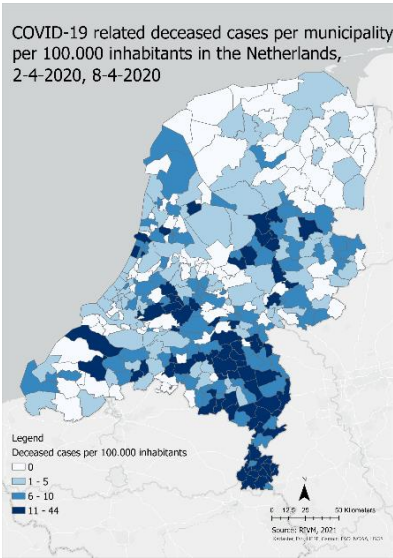 COVID-19 related deceased cases per municipality
per 100.000 inhabitants in the Netherlands,
2-4-2020, 8-4-2020
Legend
Deceased cases per 100.000 inhabitants
0
1 - 5
6 - 10
11 - 44
N
0 12,5 25 50 Kilometers
Source: RIVM, 2021